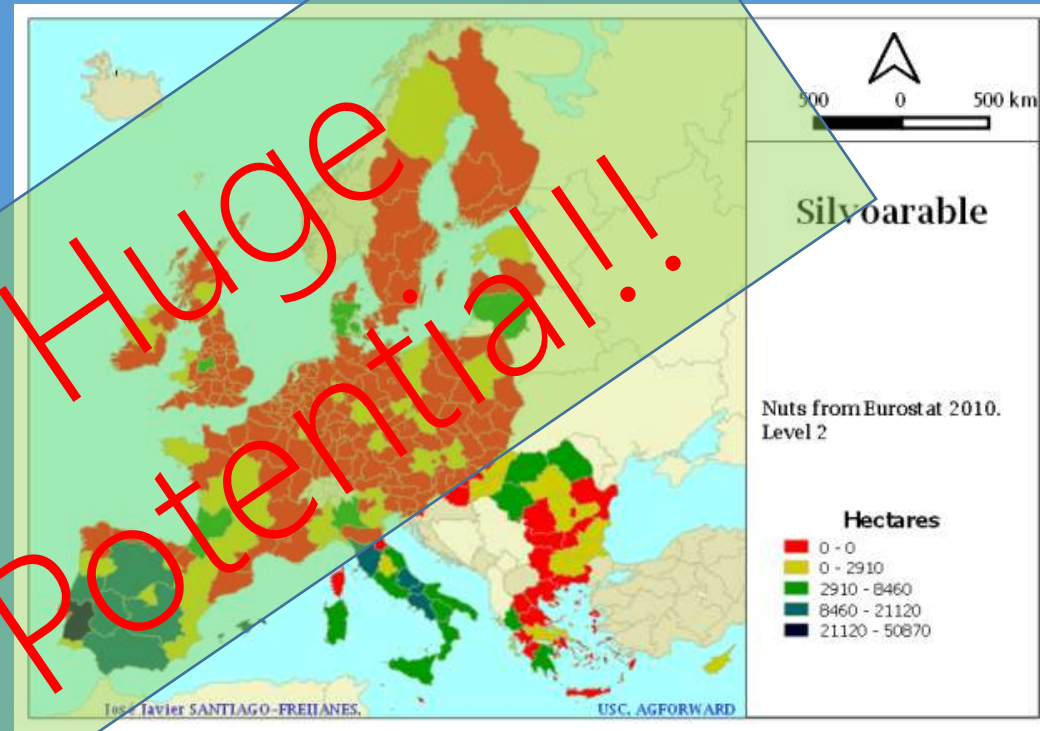 500 0 500 km
Silvoarable
Huge
Potential!!
Nuts from Eurostat 2010.
Level 2
Hectares
0 - 0
0 - 2910
2910 - 8460
8460 - 21120
21120 - 50870
José Javier SANTIAGO-FREIJANES.
USC, AGFORWARD